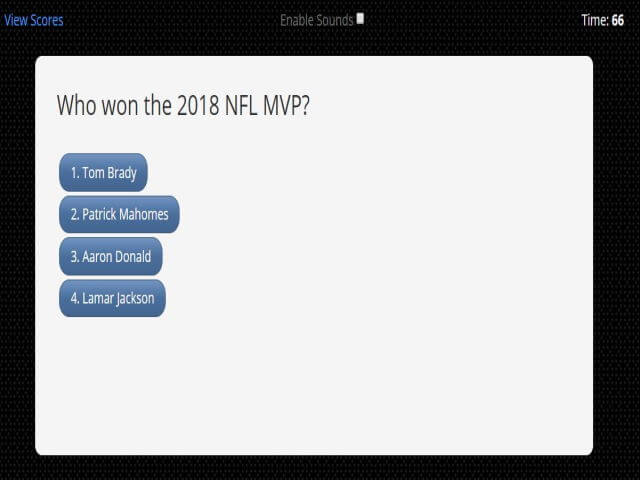 View Scores Enable Sounds Time: 66
Who won the 2018 NFL MVP?
1. Tom Brady
2. Patrick Mahomes
3. Aaron Donald
4. Lamar Jackson